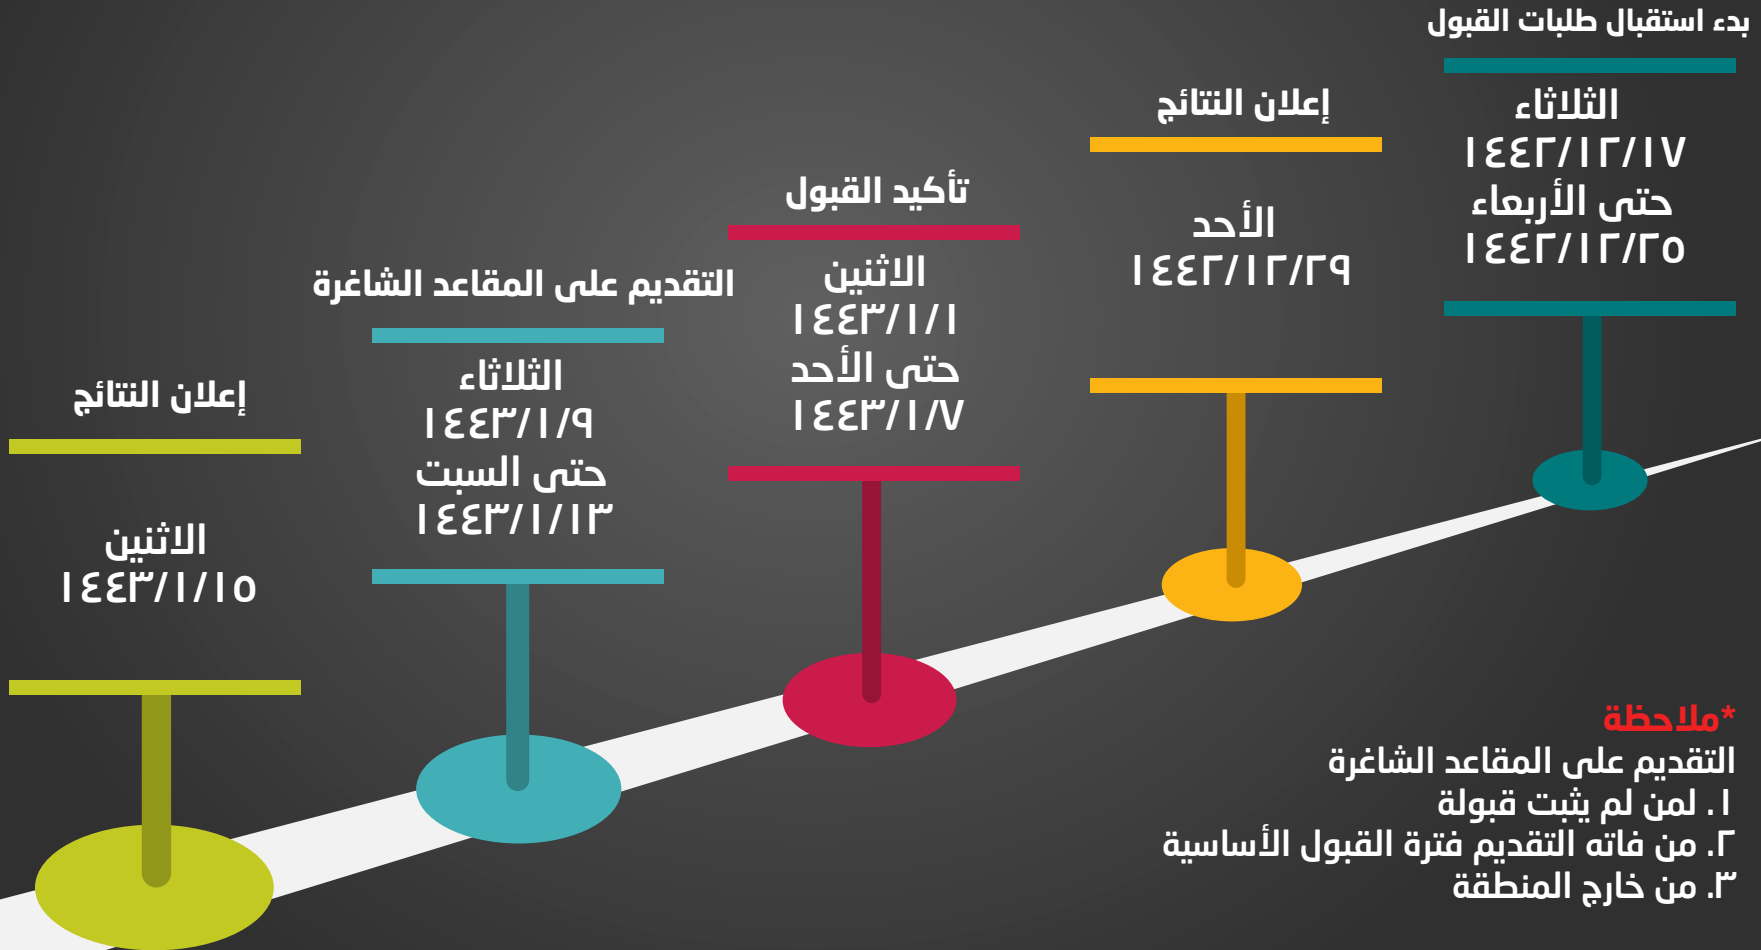 بدء استقبال طلبات القبول
الثلاثاء
١٤٤٢/١٢/١٧
حتى الأربعاء
١٤٤٢/١٢/٢٥
إعلان النتائج
الأحد
١٤٤٢/١٢/٢٩
تأكيد القبول
الاثنين
١٤٤٣/١/١
حتى الأحد
١٤٤٣/١/٧
التقديم على المقاعد الشاغرة
الثلاثاء
١٤٤٣/١/٩
حتى السبت
١٤٤٣/١/١٣
إعلان النتائج
الاثنين
١٤٤٣/١/١٥
*ملاحظة
التقديم على المقاعد الشاغرة
١. لمن لم يثبت قبولة
٢. من فاته التقديم فترة القبول الأساسية
٣. من خارج المنطقة